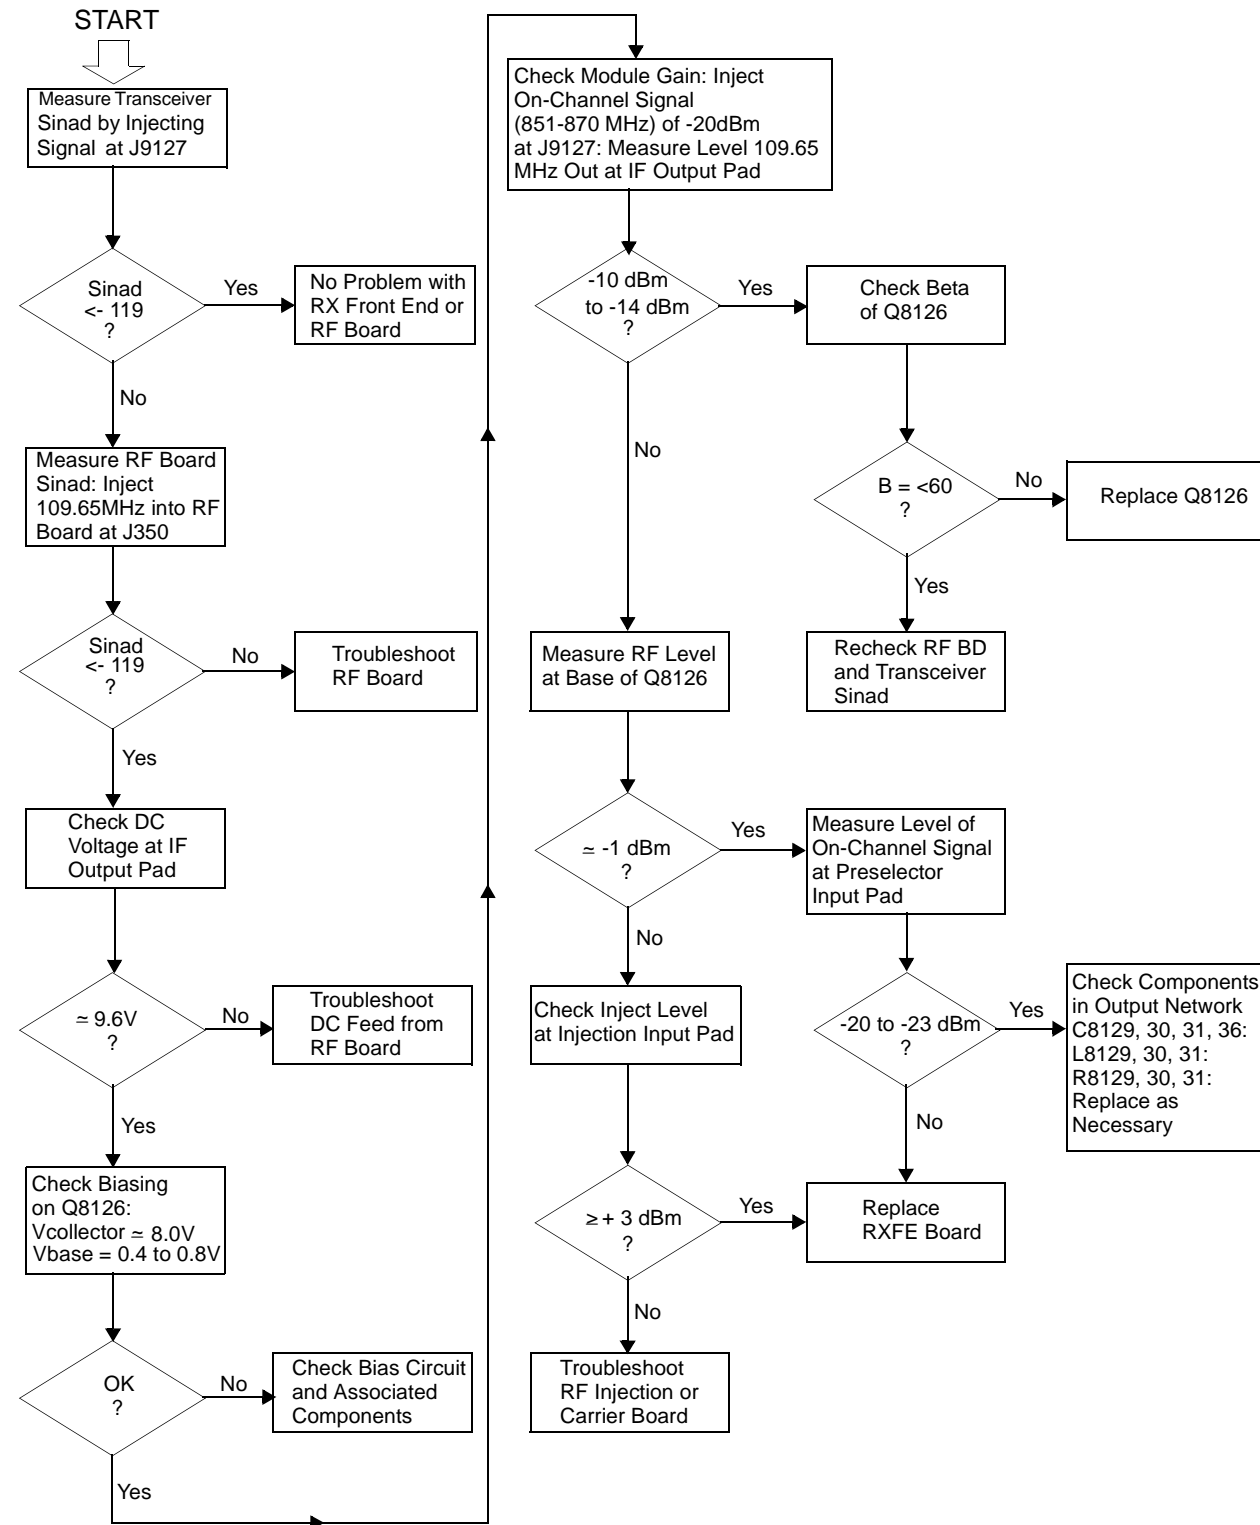 START
Measure Transceiver
Sinad by Injecting
Signal at J9127
Sinad
<- 119
?
Yes
No Problem with
RX Front End or
RF Board
No
Measure RF Board
Sinad: Inject
109.65MHz into RF
Board at J350
Sinad
<- 119
?
No
Troubleshoot
RF Board
Yes
Check DC
Voltage at IF
Output Pad
≃ 9.6V
?
No
Troubleshoot
DC Feed from
RF Board
Yes
Check Biasing
on Q8126:
Vcollector ≃ 8.0V
Vbase = 0.4 to 0.8V
OK
?
No
Check Bias Circuit
and Associated
Components
Yes
Check Module Gain: Inject
On-Channel Signal
(851-870 MHz) of -20dBm
at J9127: Measure Level 109.65
MHz Out at IF Output Pad
-10 dBm
to -14 dBm
?
Yes
Check Beta
of Q8126
No
B = <60
?
No
Replace Q8126
Yes
Recheck RF BD
and Transceiver
Sinad
Measure RF Level
at Base of Q8126
≃ -1 dBm
?
Yes
Measure Level of
On-Channel Signal
at Preselector
Input Pad
No
Check Inject Level
at Injection Input Pad
-20 to -23 dBm
?
Yes
Check Components
in Output Network
C8129, 30, 31, 36:
L8129, 30, 31:
R8129, 30, 31:
Replace as
Necessary
No
≥ + 3 dBm
?
Yes
Replace
RXFE Board
No
Troubleshoot
RF Injection or
Carrier Board